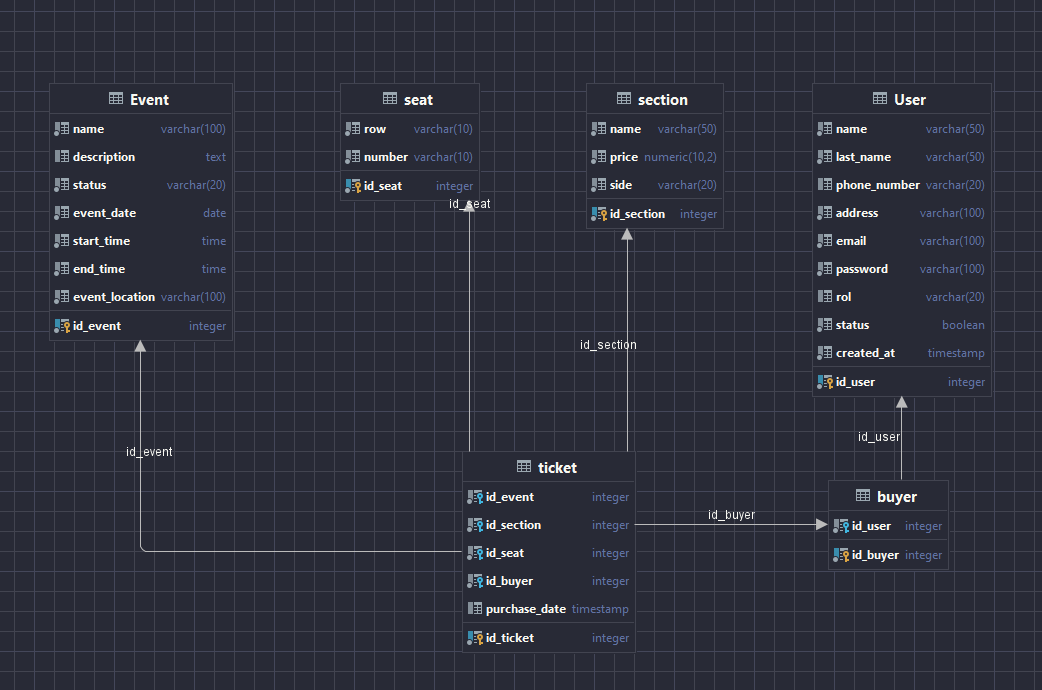 Event
name varchar(100)
description text
status varchar(20)
event_date date
start_time time
end_time time
event_location varchar(100)
id_event integer
seat
row varchar(10)
number varchar(10)
id_seat integer
section
name varchar(50)
price numeric(10,2)
side varchar(20)
id_section integer
User
name varchar(50)
last_name varchar(50)
phone_number varchar(20)
address varchar(100)
email varchar(100)
password varchar(100)
rol varchar(20)
status boolean
created_at timestamp
id_user integer
id_seat
id_section
id_event
id_user
ticket
id_event integer
id_section integer
id_seat integer
id_buyer integer
purchase_date timestamp
id_ticket integer
id_buyer
buyer
id_user integer
id_buyer integer